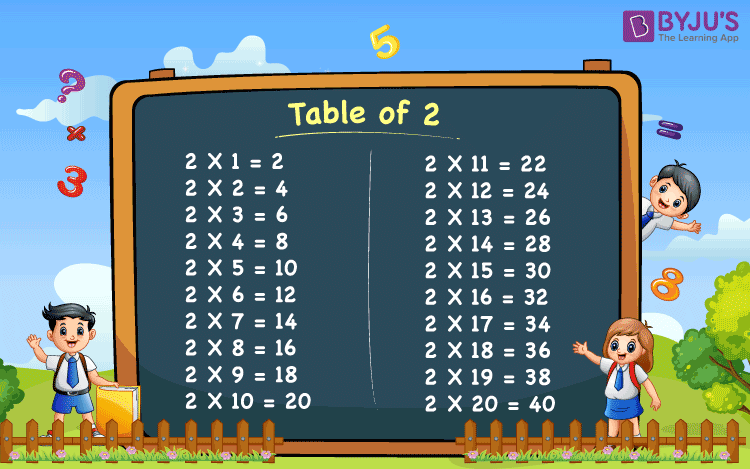 5
BYJU'S
The Learning App
?
×
3
=
8
Table of 2
2 X 1 = 2
2 X 2 = 4
2 X 3 = 6
2 X 4 = 8
2 X 5 = 10
2 X 6 = 12
2 X 7 = 14
2 X 8 = 16
2 X 9 = 18
2 X 10 = 20
2 X 11 = 22
2 X 12 = 24
2 X 13 = 26
2 X 14 = 28
2 X 15 = 30
2 X 16 = 32
2 X 17 = 34
2 X 18 = 36
2 X 19 = 38
2 X 20 = 40